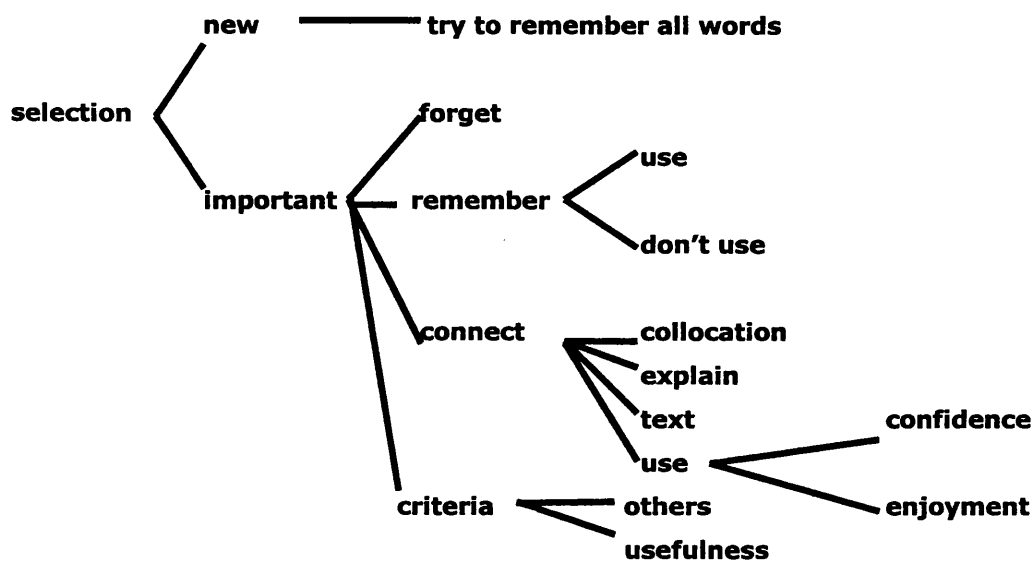 new try to remember all words
selection forget
use
important remember
don't use
connect collocation
explain
text confidence
use
criteria others enjoyment
usefulness